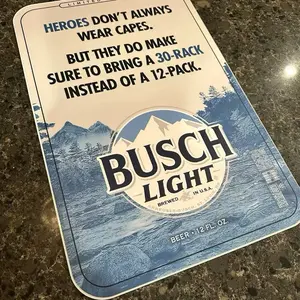 LIMITED
HEROES DON'T ALWAYS
WEAR CAPES.
BUT THEY DO MAKE
SURE TO BRING A 30-RACK
INSTEAD OF A 12-PACK.
BUSCH
LIGHT
BREWED IN U.S.A.
BEER • 12 FL. OZ.